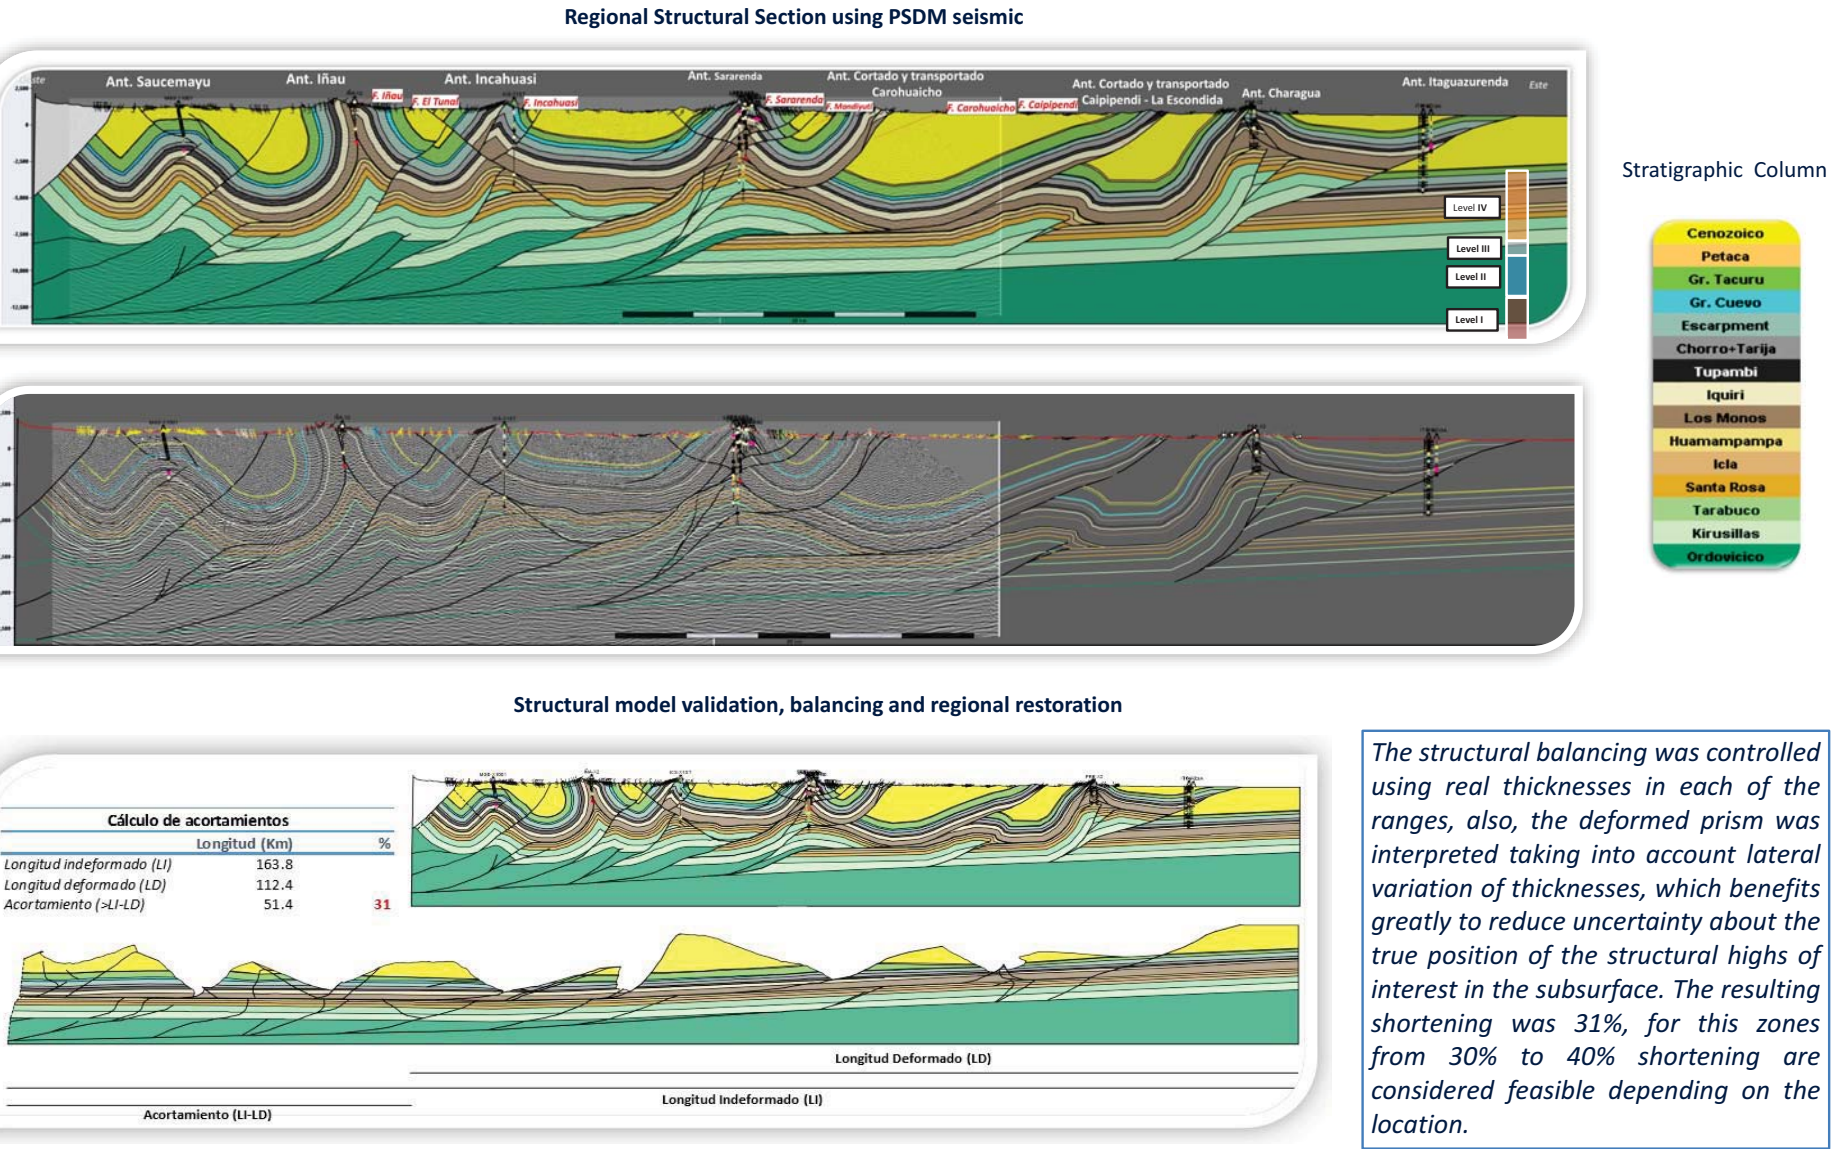 Regional Structural Section using PSDM seismic
Ant. Saucemayu
Ant. Iñau
Ant. Incahuasi
Ant. Sararenda
Ant. Cortado y transportado
Carohuaicho
Ant. Cortado y transportado
Caipipendi - La Escondida
Ant. Charagua
Ant. Itaguazurenda
Este
F. Iñau
F. El Tunal
F. Incahuasi
F. Sararenda
F. Mandiyuti
F. Carohuaicho
F. Caipipendi
Level IV
Level III
Level II
Level I
Stratigraphic Column
Cenozoico
Petaca
Gr. Tacuru
Gr. Cuevo
Escarpment
Chorro+Tarija
Tupambi
Iquiri
Los Monos
Huamampampa
Icla
Santa Rosa
Tarabuco
Kirusillas
Ordovicico
Structural model validation, balancing and regional restoration
Cálculo de acortamientos
Longitud (Km) %
Longitud indeformado (LI) 163.8
Longitud deformado (LD) 112.4
Acortamiento (>LI-LD) 51.4 31
Longitud Deformado (LD)
Longitud Indeformado (LI)
Acortamiento (LI-LD)
The structural balancing was controlled
using real thicknesses in each of the
ranges, also, the deformed prism was
interpreted taking into account lateral
variation of thicknesses, which benefits
greatly to reduce uncertainty about the
true position of the structural highs of
interest in the subsurface. The resulting
shortening was 31%, for this zones
from 30% to 40% shortening are
considered feasible depending on the
location.